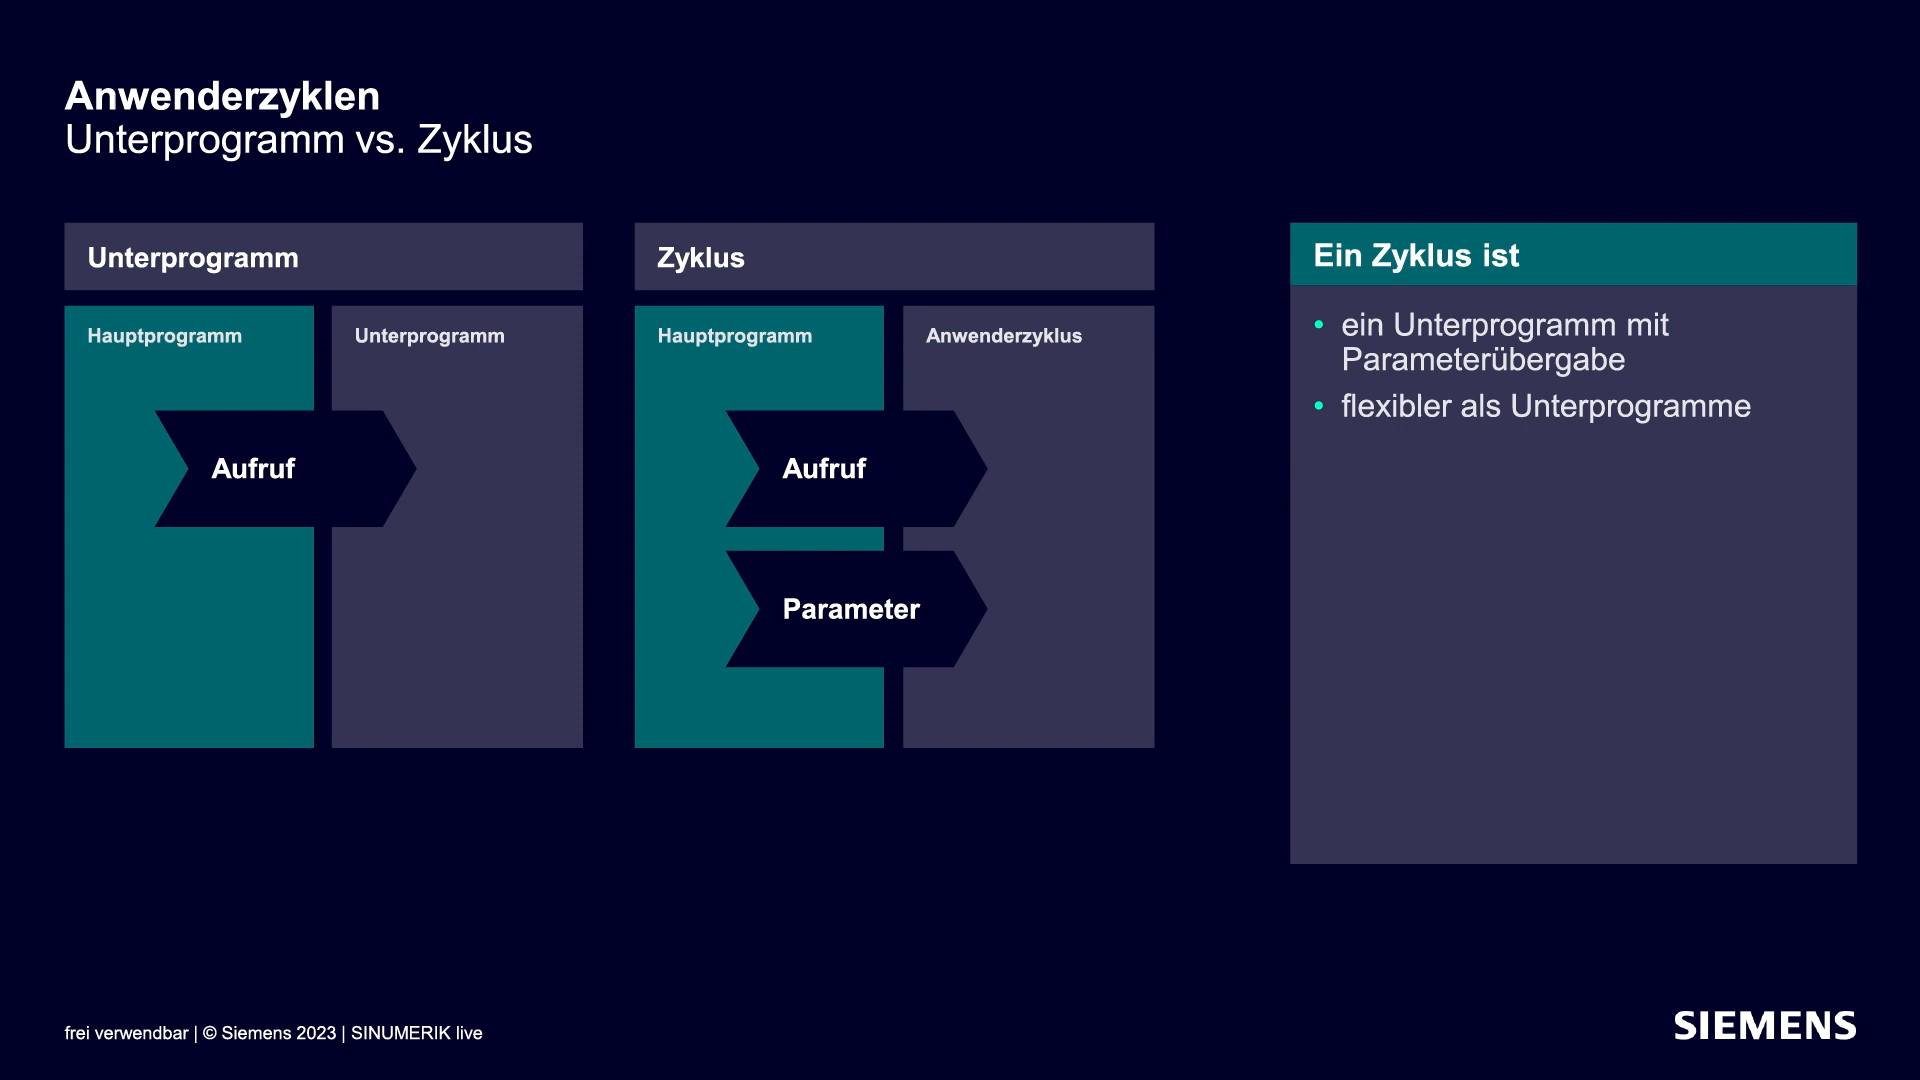 Anwenderzyklen
Unterprogramm vs. Zyklus
Unterprogramm
Hauptprogramm
Unterprogramm
Aufruf
Zyklus
Hauptprogramm
Anwenderzyklus
Aufruf
Parameter
Ein Zyklus ist
• ein Unterprogramm mit
Parameterübergabe
• flexibler als Unterprogramme
frei verwendbar | © Siemens 2023 | SINUMERIK live
SIEMENS